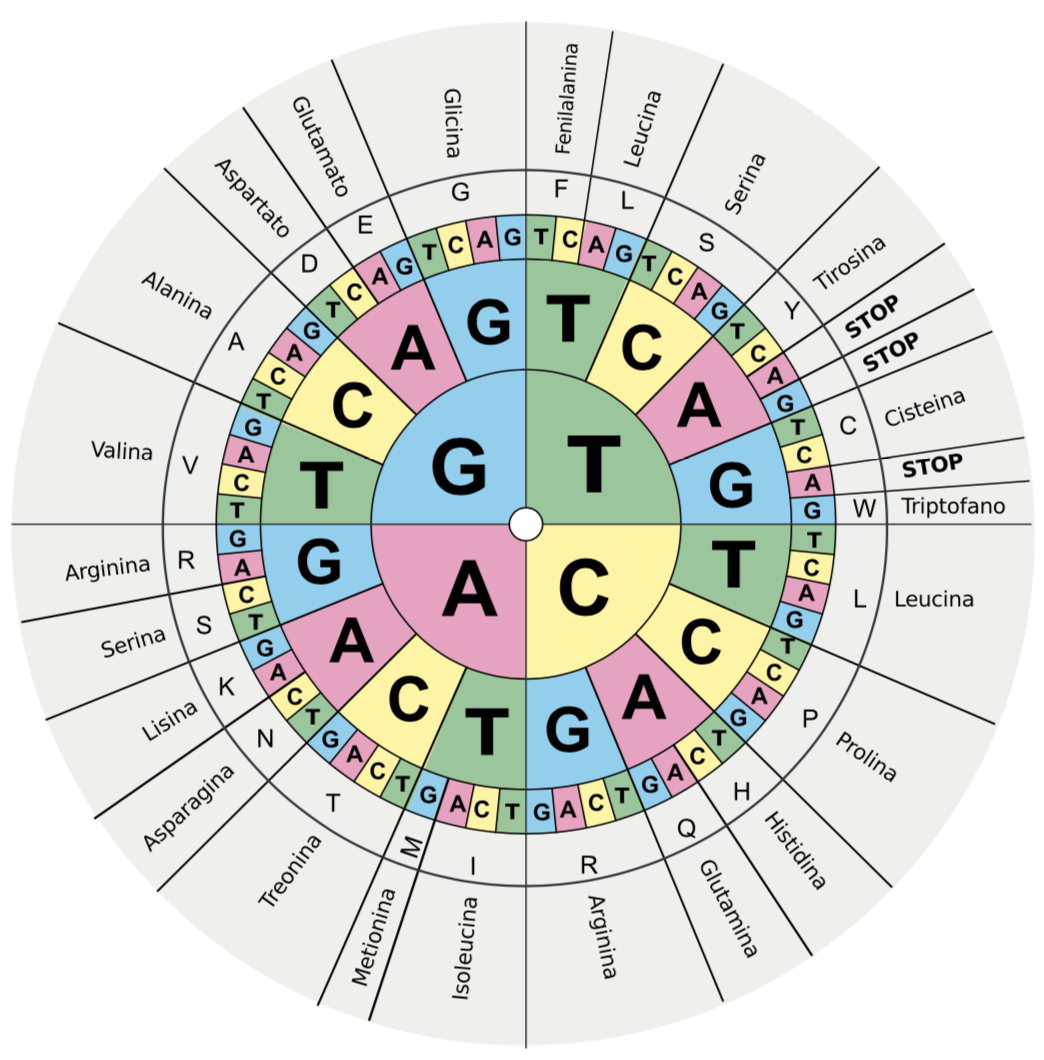 Fenilalanina
Leucina
Serina
Tirosina
STOP
STOP
Cisteina
STOP
Triptofano
Leucina
Prolina
Histidina
Glutamina
Arginina
Isoleucina
Metionina
Treonina
Asparagina
Lisina
Serina
Arginina
Valina
Alanina
Aspartato
Glutamato
Glicina
F L S Y C W L P H Q R I M T N K S R V A D E G
T C A G T C A G T C A G T C A G T C A G T C A G T C A G T C A G T C A G T C A G T C A G T C A G T C A G T C A G T C A G T C A G
T C A G T C A G T C A G T C A G
T C A G